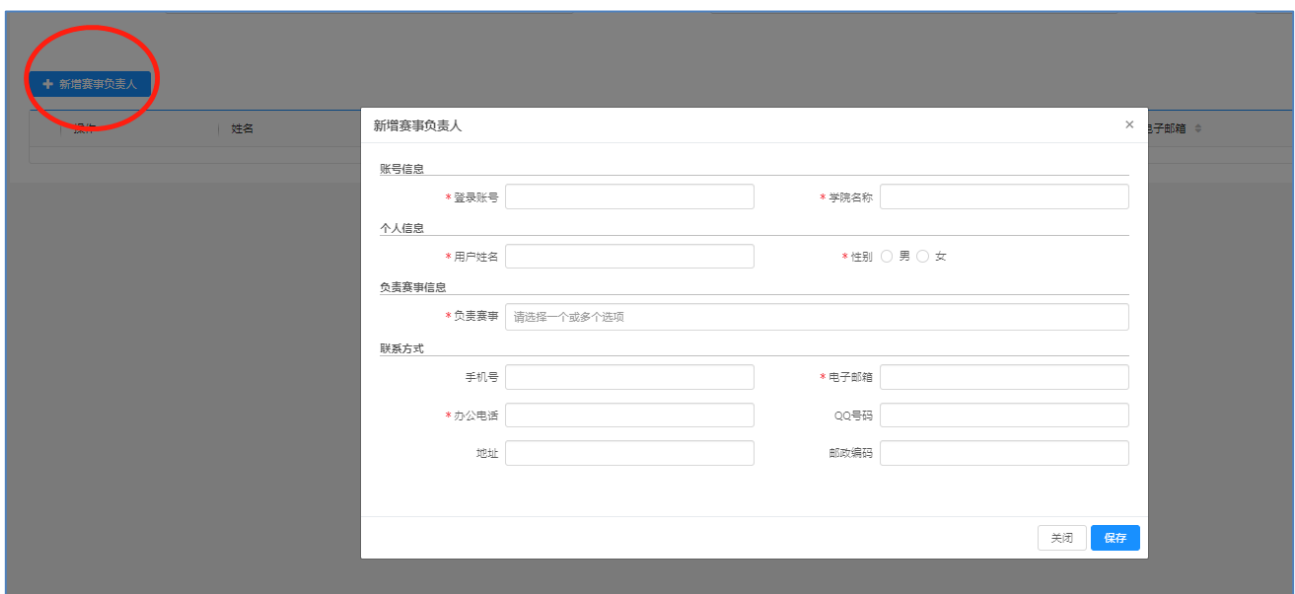 新增赛事负责人
操作 姓名 电子邮箱
新增赛事负责人
账号信息
*登录账号 *学院名称
个人信息
*用户姓名 *性别 男 女
负责赛事信息
*负责赛事 请选择一个或多个选项
联系方式
手机号 *电子邮箱
*办公电话 QQ号码
地址 邮政编码
关闭 保存